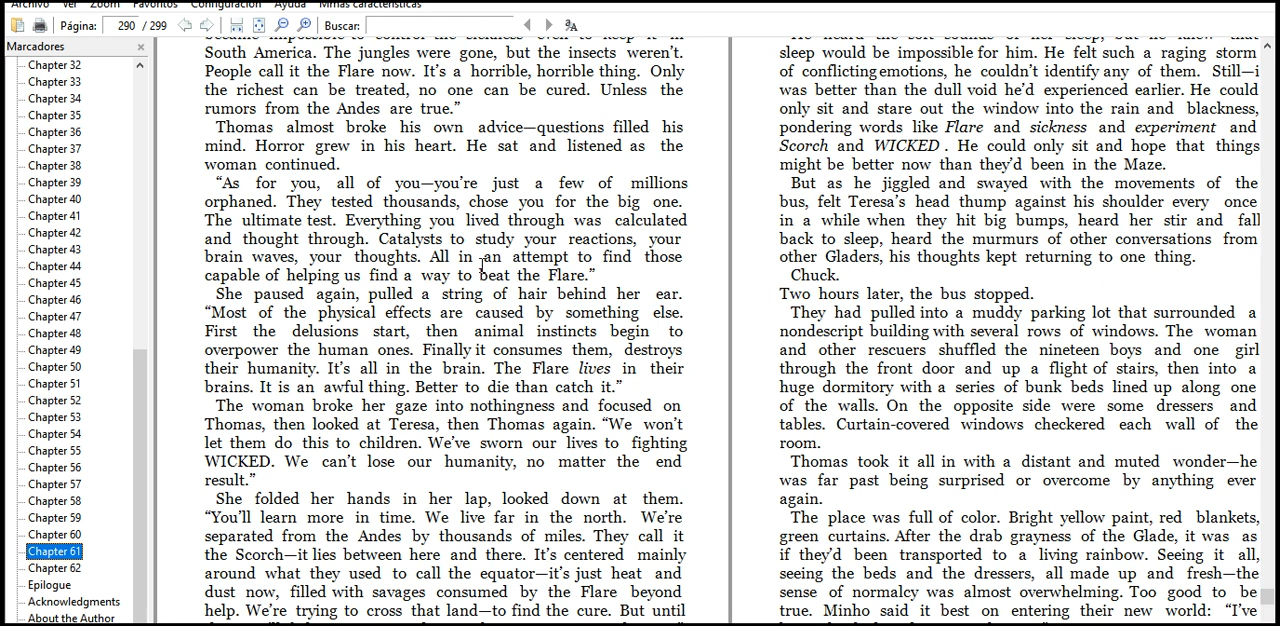 Archivo Ver Zoom Favoritos Configuración Ayuda Mimas características
Página: 290 / 299 Buscar:
Marcadores
Chapter 32
Chapter 33
Chapter 34
Chapter 35
Chapter 36
Chapter 37
Chapter 38
Chapter 39
Chapter 40
Chapter 41
Chapter 42
Chapter 43
Chapter 44
Chapter 45
Chapter 46
Chapter 47
Chapter 48
Chapter 49
Chapter 50
Chapter 51
Chapter 52
Chapter 53
Chapter 54
Chapter 55
Chapter 56
Chapter 57
Chapter 58
Chapter 59
Chapter 60
Chapter 61
Chapter 62
Epilogue
Acknowledgments
About the Author
became impossible to control the sickness even to keep it in
South America. The jungles were gone, but the insects weren't.
People call it the Flare now. It's a horrible, horrible thing. Only
the richest can be treated, no one can be cured. Unless the
rumors from the Andes are true.”
Thomas almost broke his own advice—questions filled his
mind. Horror grew in his heart. He sat and listened as the
woman continued.
“As for you, all of you—you're just a few of millions
orphaned. They tested thousands, chose you for the big one.
The ultimate test. Everything you lived through was calculated
and thought through. Catalysts to study your reactions, your
brain waves, your thoughts. All in an attempt to find those
capable of helping us find a way to beat the Flare.”
She paused again, pulled a string of hair behind her ear.
“Most of the physical effects are caused by something else.
First the delusions start, then animal instincts begin to
overpower the human ones. Finally it consumes them, destroys
their humanity. It's all in the brain. The Flare lives in their
brains. It is an awful thing. Better to die than catch it.”
The woman broke her gaze into nothingness and focused on
Thomas, then looked at Teresa, then Thomas again. “We won't
let them do this to children. We've sworn our lives to fighting
WICKED. We can't lose our humanity, no matter the end
result.”
She folded her hands in her lap, looked down at them.
“You'll learn more in time. We live far in the north. We're
separated from the Andes by thousands of miles. They call it
the Scorch—it lies between here and there. It's centered mainly
around what they used to call the equator—it's just heat and
dust now, filled with savages consumed by the Flare beyond
help. We're trying to cross that land—to find the cure. But until
He heard the soft sounds of her sleep, but he knew that
sleep would be impossible for him. He felt such a raging storm
of conflicting emotions, he couldn't identify any of them. Still—i
was better than the dull void he'd experienced earlier. He could
only sit and stare out the window into the rain and blackness,
pondering words like Flare and sickness and experiment and
Scorch and WICKED . He could only sit and hope that things
might be better now than they'd been in the Maze.
But as he jiggled and swayed with the movements of the
bus, felt Teresa's head thump against his shoulder every once
in a while when they hit big bumps, heard her stir and fall
back to sleep, heard the murmurs of other conversations from
other Gladers, his thoughts kept returning to one thing.
Chuck.
Two hours later, the bus stopped.
They had pulled into a muddy parking lot that surrounded a
nondescript building with several rows of windows. The woman
and other rescuers shuffled the nineteen boys and one girl
through the front door and up a flight of stairs, then into a
huge dormitory with a series of bunk beds lined up along one
of the walls. On the opposite side were some dressers and
tables. Curtain-covered windows checkered each wall of the
room.
Thomas took it all in with a distant and muted wonder—he
was far past being surprised or overcome by anything ever
again.
The place was full of color. Bright yellow paint, red blankets,
green curtains. After the drab grayness of the Glade, it was as
if they'd been transported to a living rainbow. Seeing it all,
seeing the beds and the dressers, all made up and fresh—the
sense of normalcy was almost overwhelming. Too good to be
true. Minho said it best on entering their new world: “I've